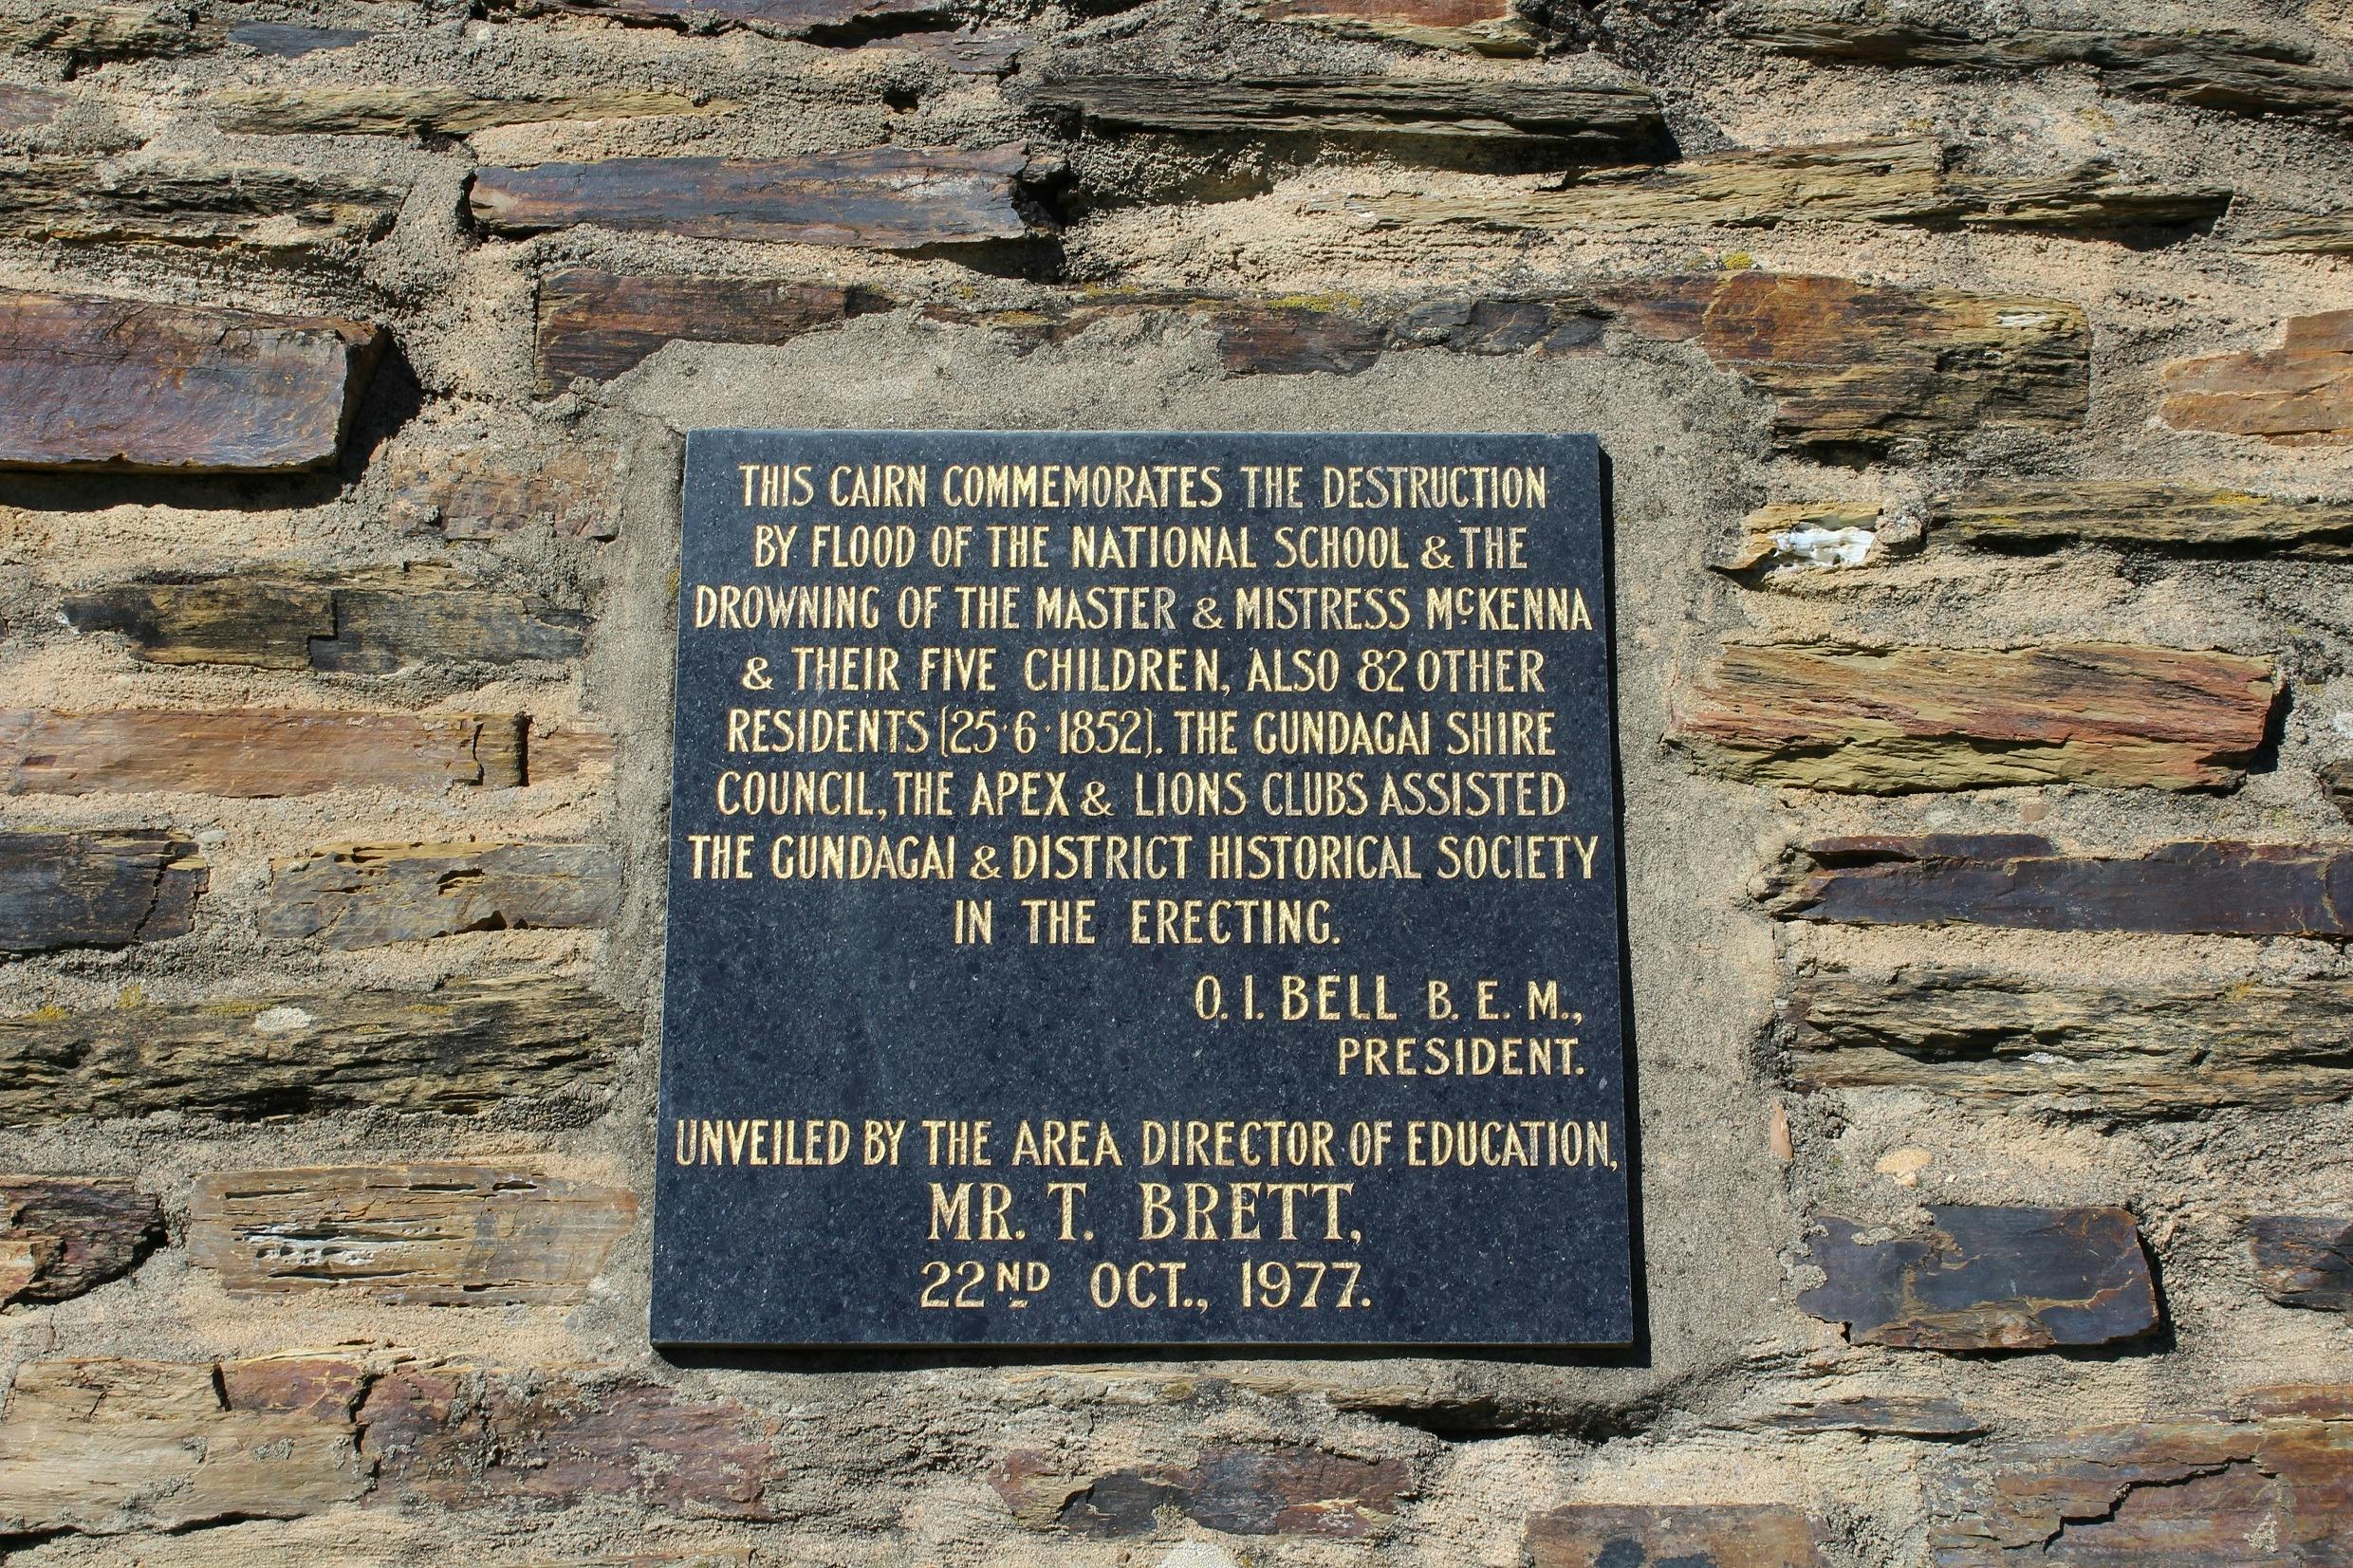 THIS CAIRN COMMEMORATES THE DESTRUCTION
BY FLOOD OF THE NATIONAL SCHOOL & THE
DROWNING OF THE MASTER & MISTRESS McKENNA
& THEIR FIVE CHILDREN, ALSO 82 OTHER
RESIDENTS (25·6·1852). THE GUNDAGAI SHIRE
COUNCIL, THE APEX & LIONS CLUBS ASSISTED
THE GUNDAGAI & DISTRICT HISTORICAL SOCIETY
IN THE ERECTING.
O. I. BELL B. E. M.,
PRESIDENT.
UNVEILED BY THE AREA DIRECTOR OF EDUCATION,
MR. T. BRETT,
22ND OCT., 1977.